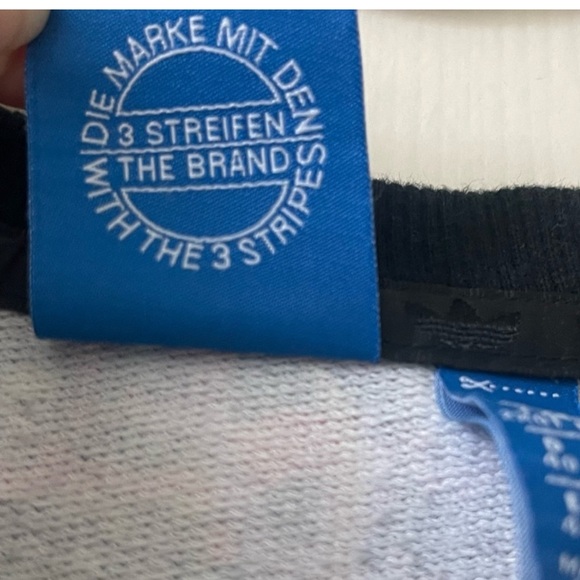 DIE MARKE MIT DEN
3 STREIFEN
THE BRAND
WITH THE 3 STRIPES